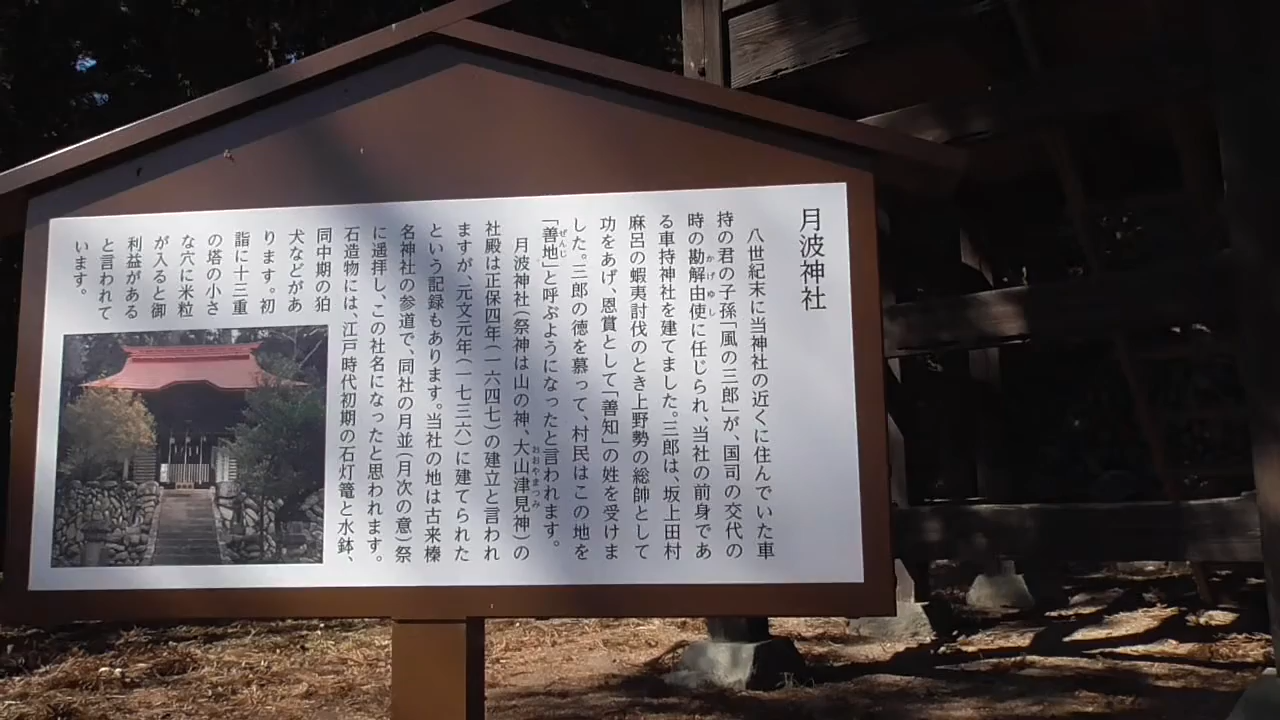 月波神社
八世紀末に当神社の近くに住んでいた車
持の君の子孫「風の三郎」が、国司の交代の
時の勘解由使に任じられ、当社の前身であ
かげゆし
る車持神社を建てました。三郎は、坂上田村
麻呂の蝦夷討伐のとき上野勢の総帥として
功をあげ、恩賞として「善知」の姓を受けま
した。三郎の徳を慕って、村民はこの地を
「善地」と呼ぶようになったと言われます。
ぜんじ
月波神社(祭神は山の神、大山津見神)の
おおやまつみ
社殿は正保四年(一六四七)の建立と言われ
ますが、元文元年(一七三六)に建てられた
という記録もあります。当社の地は古来榛
名神社の参道で、同社の月並(月次の意)祭
に遥拝し、この社名になったと思われます。
石造物には、江戸時代初期の石灯篭と水鉢、
同中期の狛
犬などがあ
ります。初
詣に十三重
の塔の小さ
な穴に米粒
が入ると御
利益がある
と言われて
います。